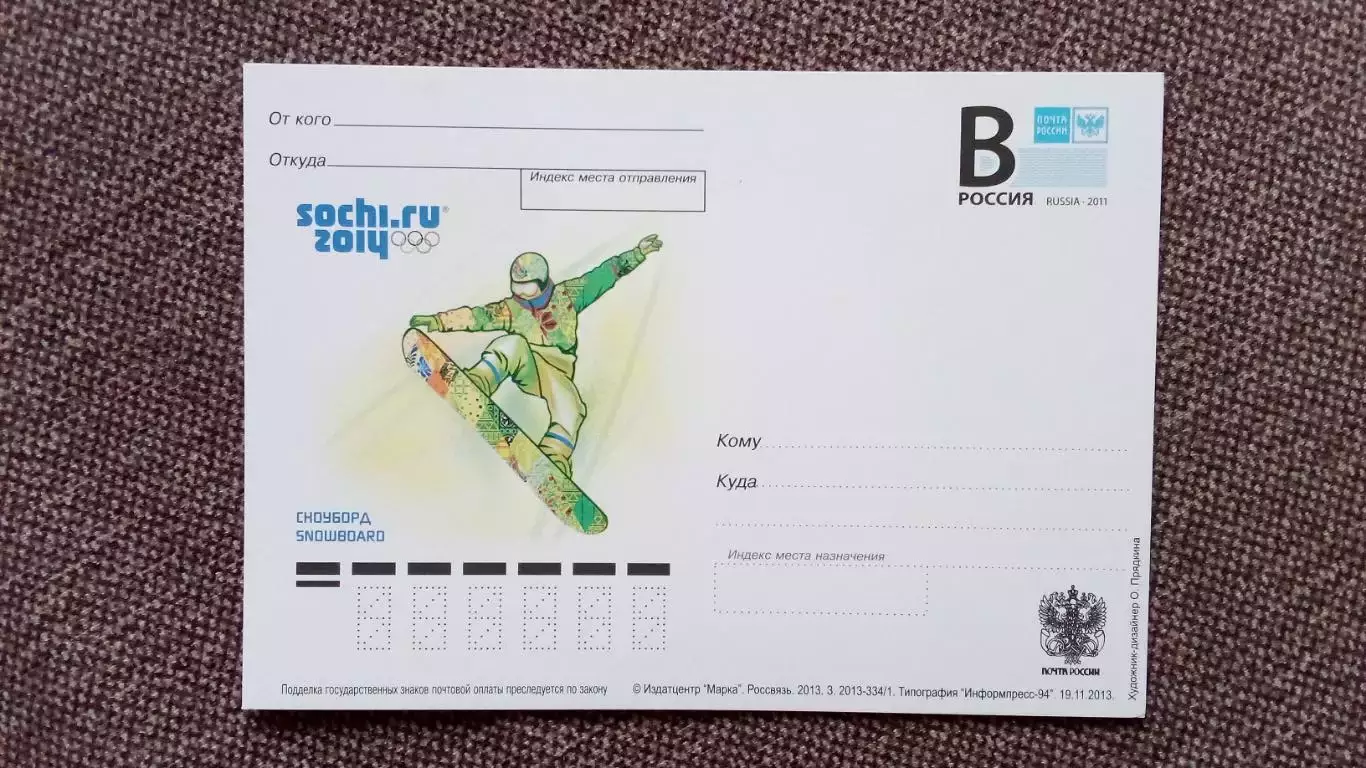 От кого
Откуда
Индекс места отправления
sochi.ru®
2014
В
ПОЧТА
РОССИИ
РОССИЯ RUSSIA · 2011
Кому
Куда
СНОУБОРД
SNOWBOARD
Индекс места назначения
ПОЧТА РОССИИ
Художник-дизайнер О. Прядкина
Подделка государственных знаков почтовой оплаты преследуется по закону
© Издатцентр "Марка". Россвязь. 2013. З. 2013-334/1. Типография "Информпресс-94" 19.11.2013.